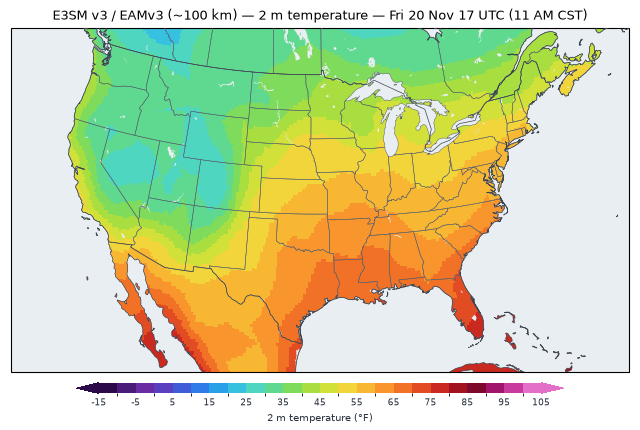 E3SM v3 / EAMv3 (~100 km) — 2 m temperature — Fri 20 Nov 17 UTC (11 AM CST)
-15 -5 5 15 25 35 45 55 65 75 85 95 105
2 m temperature (°F)